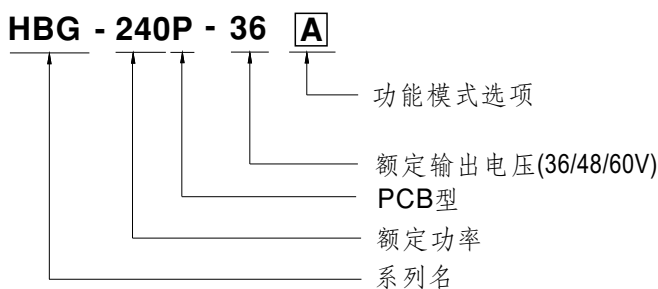 HBG - 240P - 36 A
功能模式选项
额定输出电压(36/48/60V)
PCB型
额定功率
系列名